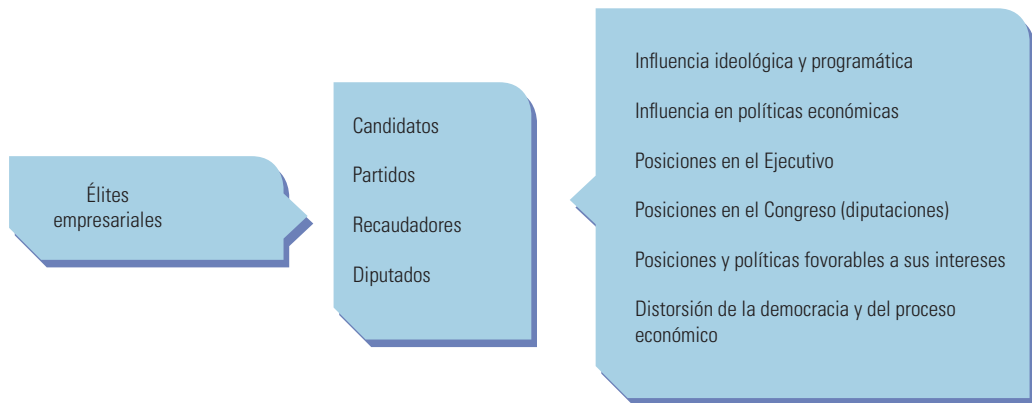 Élites
empresariales
Candidatos
Partidos
Recaudadores
Diputados
Influencia ideológica y programática
Influencia en políticas económicas
Posiciones en el Ejecutivo
Posiciones en el Congreso (diputaciones)
Posiciones y políticas fovorables a sus intereses
Distorsión de la democracia y del proceso
económico